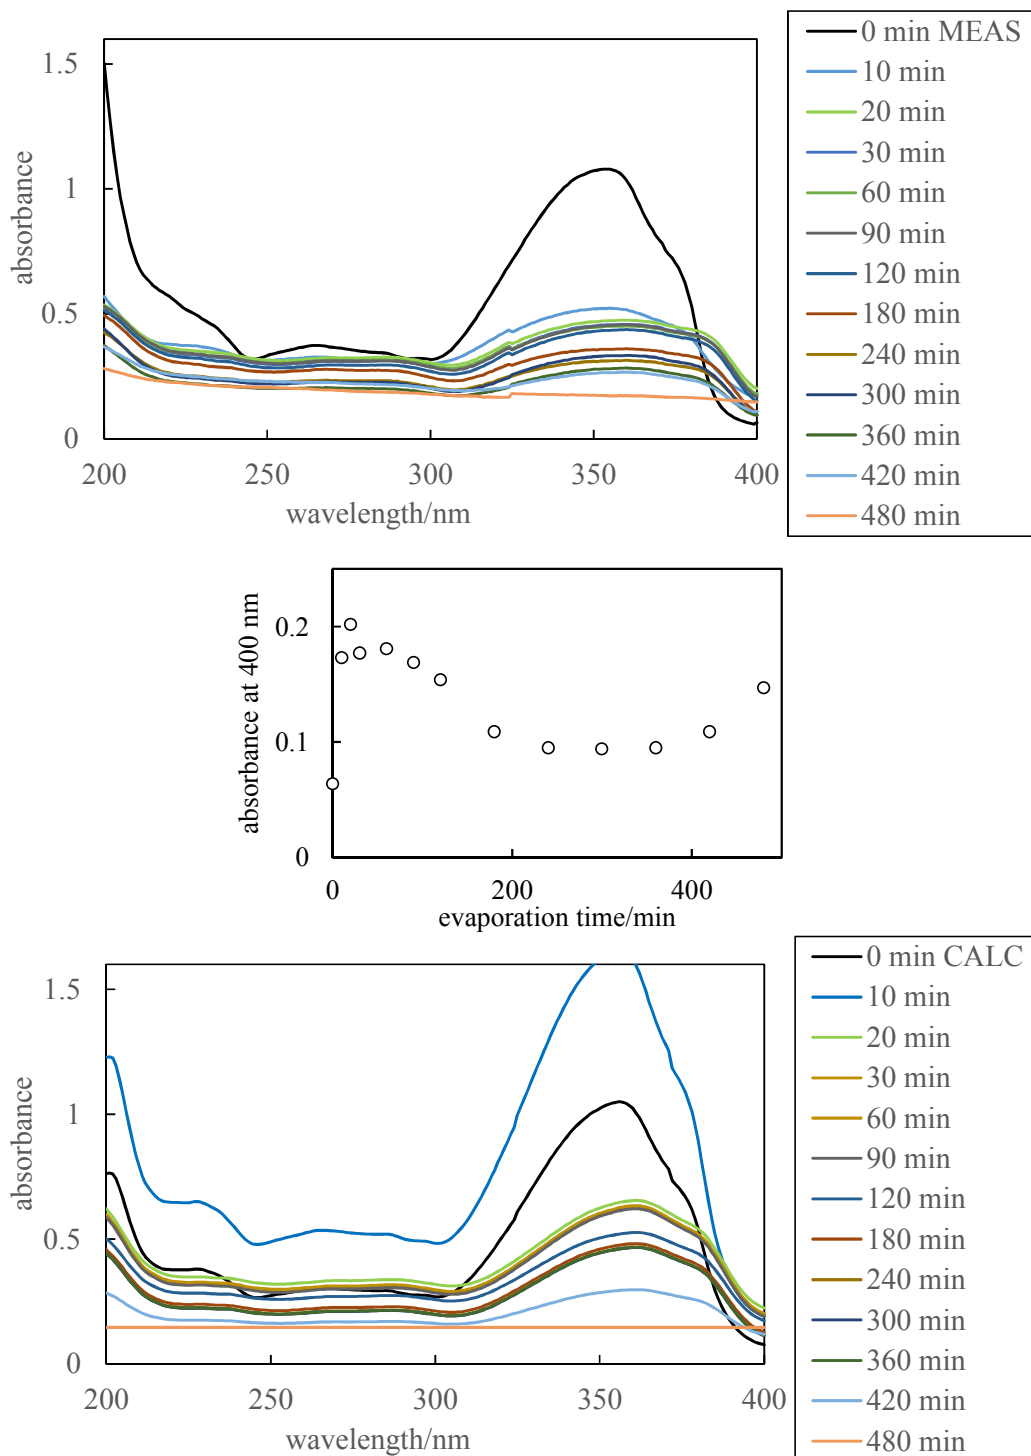 0 min MEAS
10 min
20 min
30 min
60 min
90 min
120 min
180 min
240 min
300 min
360 min
420 min
480 min
absorbance
1.5
1
0.5
0
200
250
300
350
400
wavelength/nm
absorbance at 400 nm
0.2
0.1
0
0
200
400
evaporation time/min
0 min CALC
10 min
20 min
30 min
60 min
90 min
120 min
180 min
240 min
300 min
360 min
420 min
480 min
absorbance
1.5
1
0.5
0
200
250
300
350
400
wavelength/nm